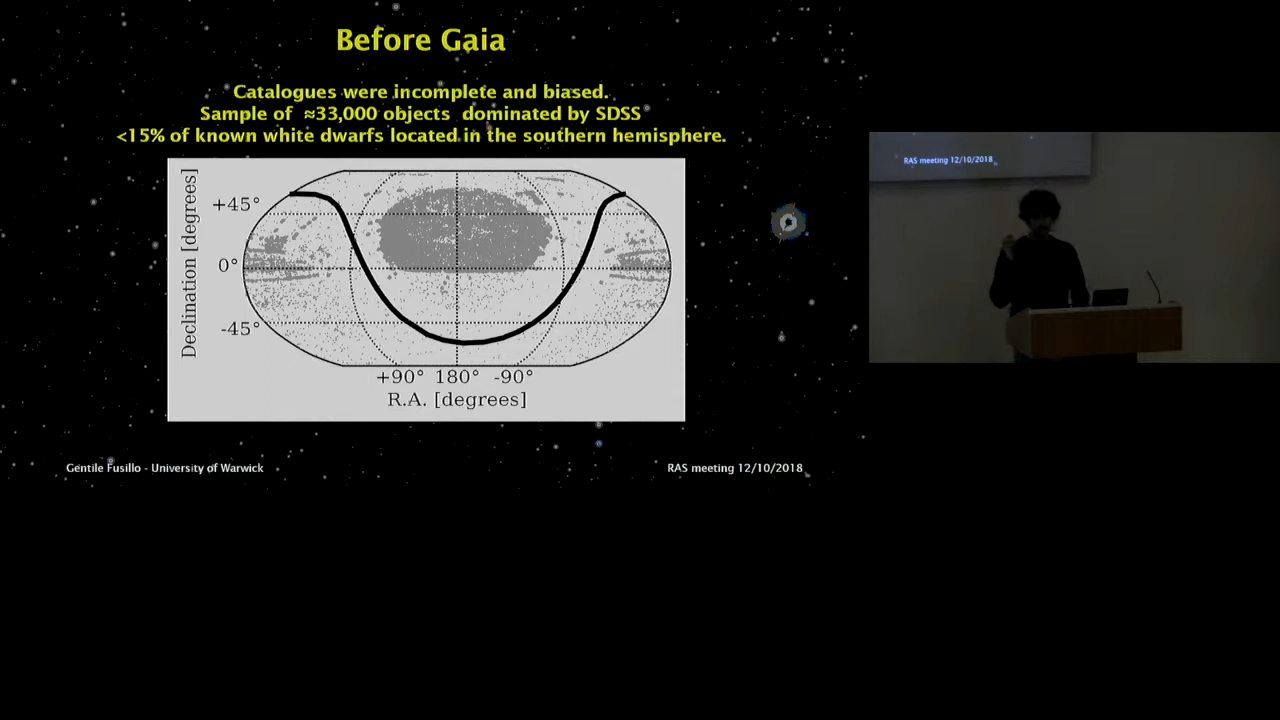 Before Gaia
Catalogues were incomplete and biased.
Sample of ≈33,000 objects dominated by SDSS
<15% of known white dwarfs located in the southern hemisphere.
Declination [degrees]
+45°
0°
-45°
+90° 180° -90°
R.A. [degrees]
Gentile Fusillo - University of Warwick
RAS meeting 12/10/2018
RAS meeting 12/10/2018